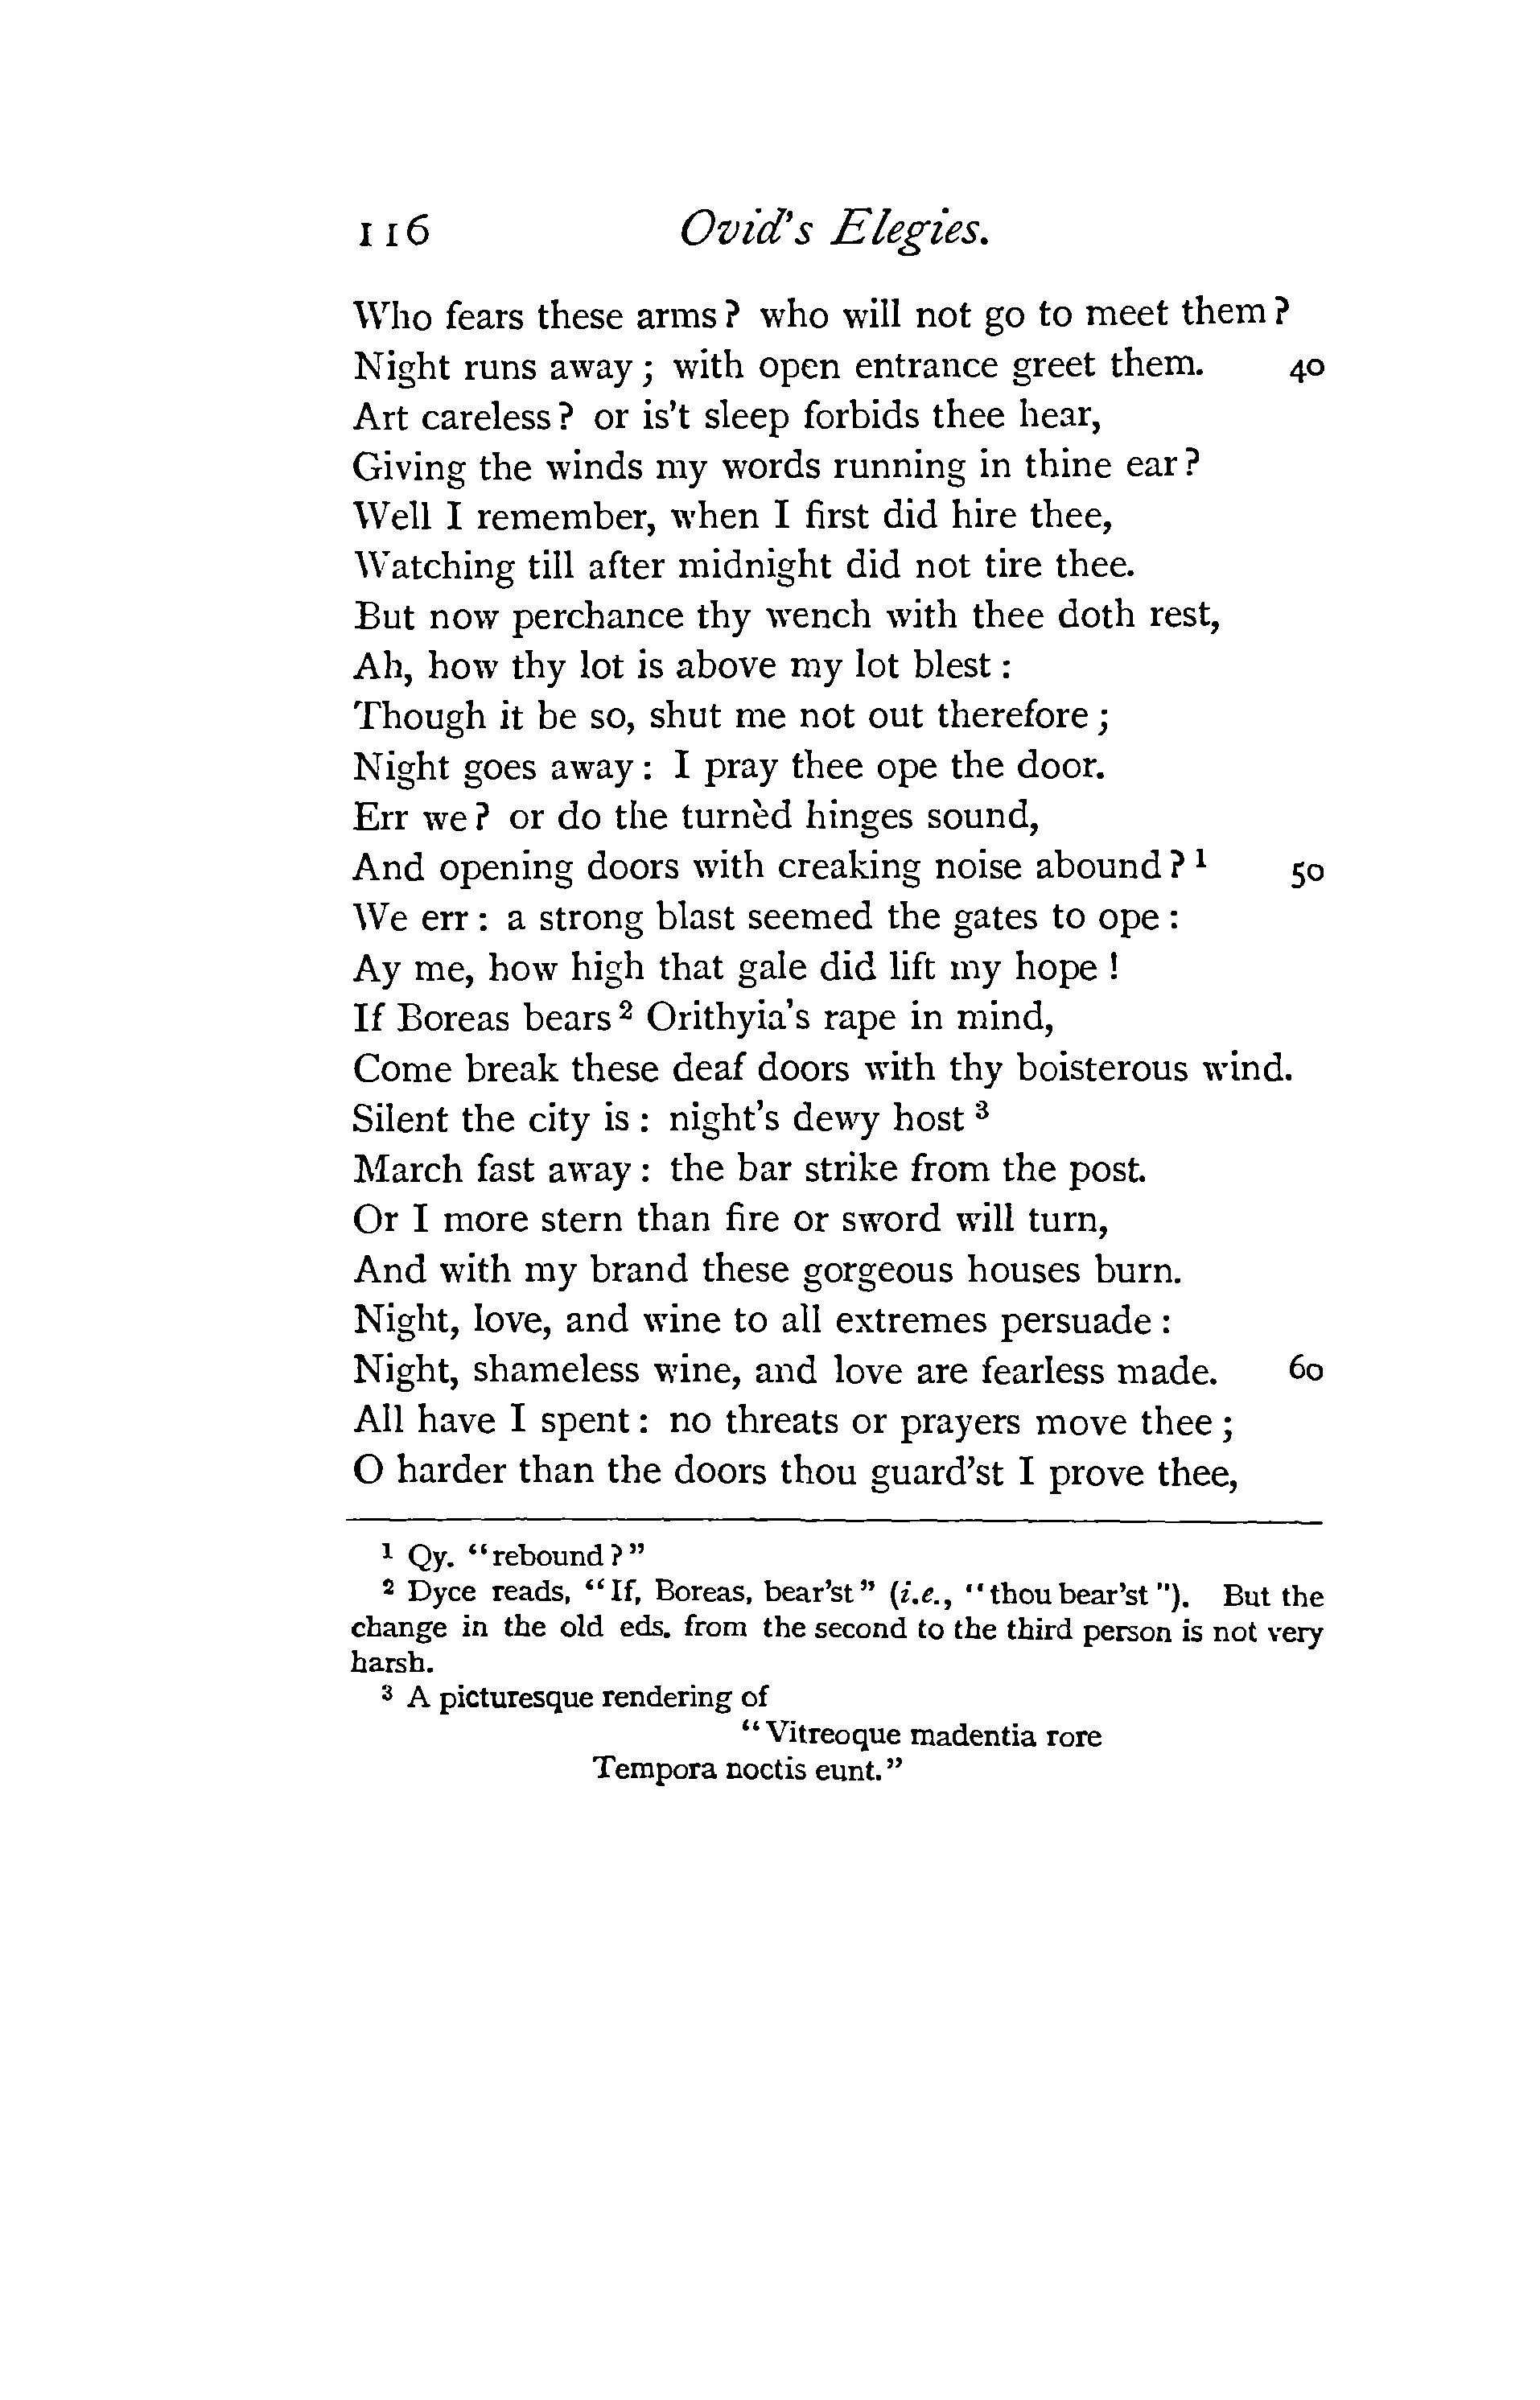 116 Ovid's Elegies.
Who fears these arms? who will not go to meet them?
Night runs away; with open entrance greet them. 40
Art careless? or is't sleep forbids thee hear,
Giving the winds my words running in thine ear?
Well I remember, when I first did hire thee,
Watching till after midnight did not tire thee.
But now perchance thy wench with thee doth rest,
Ah, how thy lot is above my lot blest:
Though it be so, shut me not out therefore;
Night goes away: I pray thee ope the door.
Err we? or do the turnèd hinges sound,
And opening doors with creaking noise abound?¹ 50
We err: a strong blast seemed the gates to ope:
Ay me, how high that gale did lift my hope!
If Boreas bears² Orithyia's rape in mind,
Come break these deaf doors with thy boisterous wind.
Silent the city is: night's dewy host³
March fast away: the bar strike from the post.
Or I more stern than fire or sword will turn,
And with my brand these gorgeous houses burn.
Night, love, and wine to all extremes persuade:
Night, shameless wine, and love are fearless made. 60
All have I spent: no threats or prayers move thee;
O harder than the doors thou guard'st I prove thee,
¹ Qy. "rebound?"
² Dyce reads, "If, Boreas, bear'st" (i.e., "thou bear'st"). But the
change in the old eds. from the second to the third person is not very
harsh.
³ A picturesque rendering of
"Vitreoque madentia rore
Tempora noctis eunt."